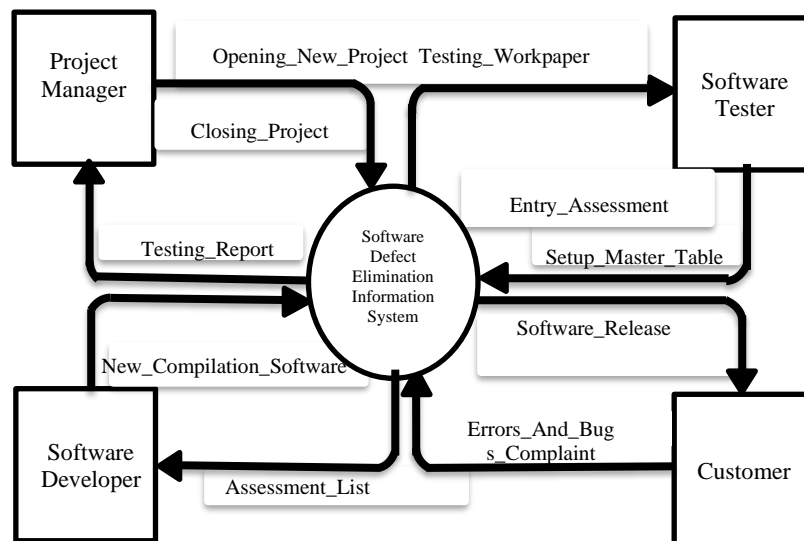 Project
Manager
Opening_New_Project Testing_Workpaper
Software
Tester
Closing_Project
Entry_Assessment
Testing_Report
Setup_Master_Table
Software
Defect
Elimination
Information
System
Software_Release
New_Compilation_Software
Errors_And_Bug
s_Complaint
Software
Developer
Assessment_List
Customer